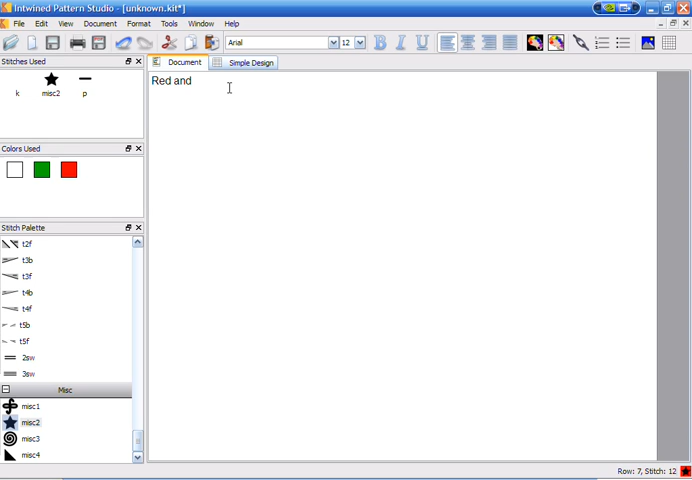 Intwined Pattern Studio - [unknown.kit*]
File Edit View Document Format Tools Window Help
Arial 12 B I U
Stitches Used
Document Simple Design
k misc2 p
Red and
Colors Used
Stitch Palette
t2f
t3b
t3f
t4b
t4f
t5b
t5f
2sw
3sw
Misc
misc1
misc2
misc3
misc4
Row: 7, Stitch: 12